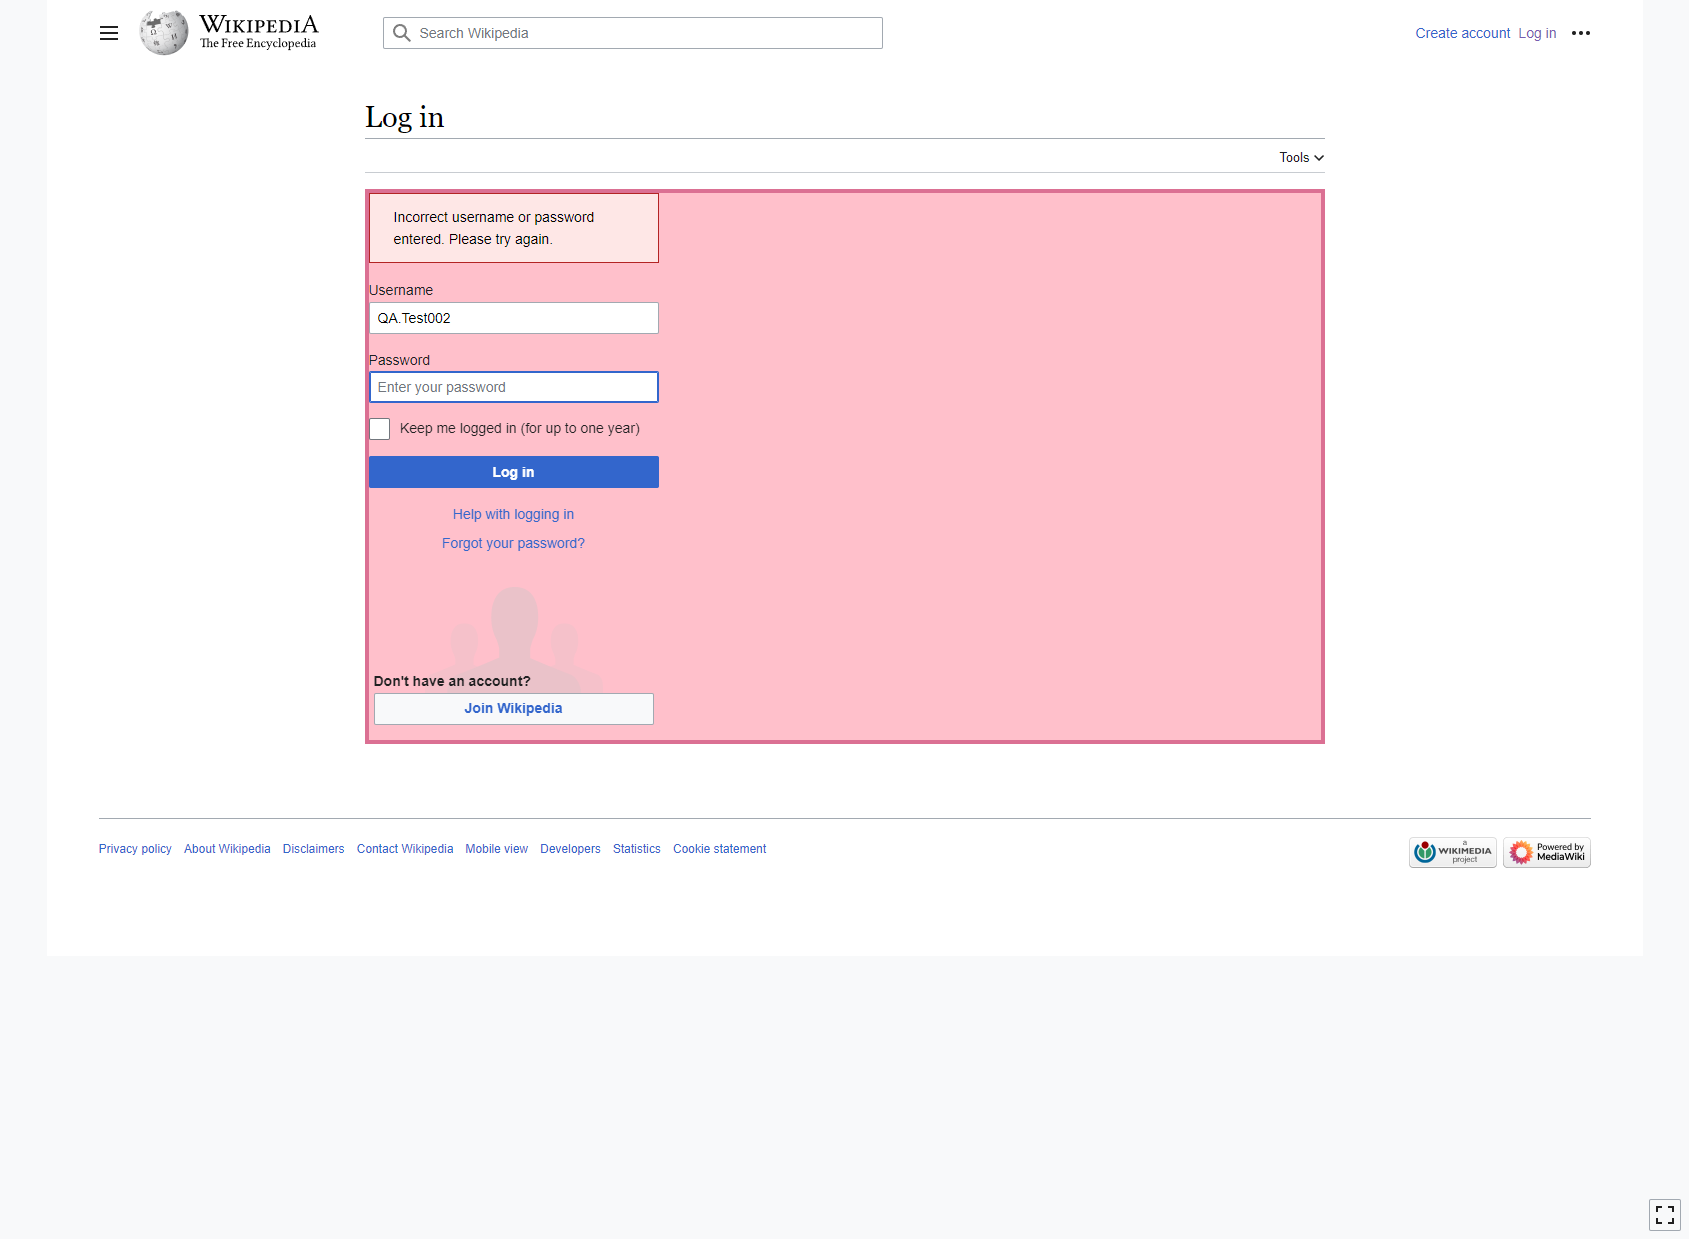 WIKIPEDIA
The Free Encyclopedia
Search Wikipedia
Create account Log in
Log in
Tools
Incorrect username or password
entered. Please try again.
Username
QA.Test002
Password
Enter your password
Keep me logged in (for up to one year)
Log in
Help with logging in
Forgot your password?
Don't have an account?
Join Wikipedia
Privacy policy About Wikipedia Disclaimers Contact Wikipedia Mobile view Developers Statistics Cookie statement
a
WIKIMEDIA
project
Powered by
MediaWiki